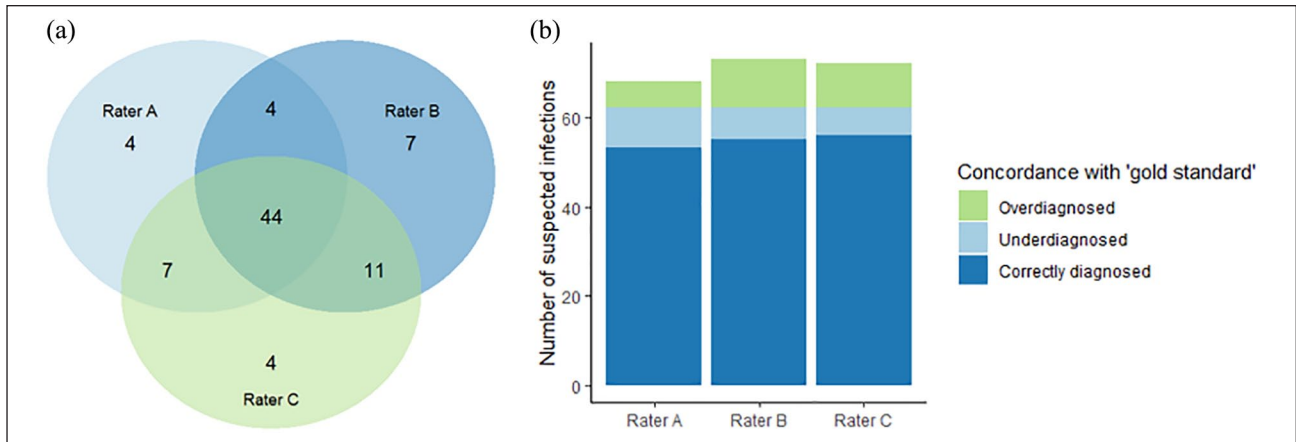 (a)
Rater A
4
4
Rater B
7
44
7
11
4
Rater C
(b)
Number of suspected infections
60
40
20
0
Rater A
Rater B
Rater C
Concordance with 'gold standard'
Overdiagnosed
Underdiagnosed
Correctly diagnosed